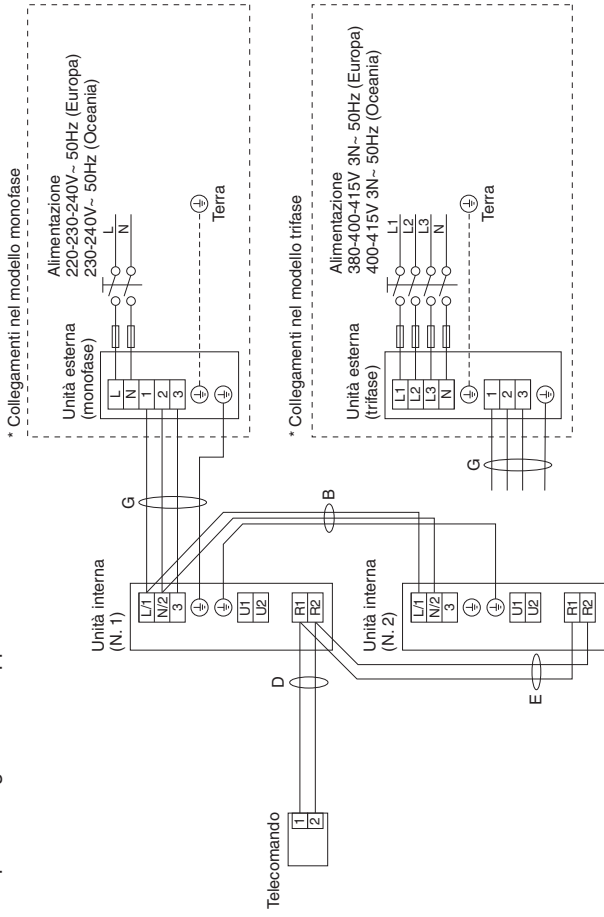 * Collegamenti nel modello monofase
Alimentazione
220-230-240V~ 50Hz (Europa)
230-240V~ 50Hz (Oceania)
L
N
Terra
Unità esterna
(monofase)
L
N
1
2
3
* Collegamenti nel modello trifase
Alimentazione
380-400-415V 3N~ 50Hz (Europa)
400-415V 3N~ 50Hz (Oceania)
L1
L2
L3
N
Terra
Unità esterna
(trifase)
L1
L2
L3
N
1
2
3
G
G
B
Unità interna
(N. 1)
L/1
N/2
3
U1
U2
R1
R2
Unità interna
(N. 2)
L/1
N/2
3
U1
U2
R1
R2
D
E
Telecomando
1
2